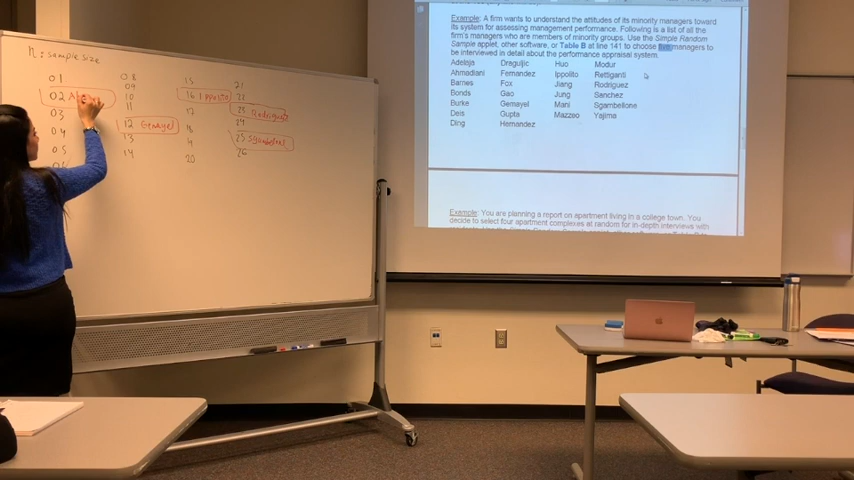 n : sample size
01
02
03
04
05
06
08
09
10
11
12 Gemayel
13
14
15
16 Ippolito
17
18
20
21
22
23 Rodriguez
24
25 Sgambellone
26
Example: A firm wants to understand the attitudes of its minority managers toward
its system for assessing management performance. Following is a list of all the
firm's managers who are members of minority groups. Use the Simple Random
Sample applet, other software, or Table B at line 141 to choose five managers to
be interviewed in detail about the performance appraisal system.
Adelaja Draguljic Huo Modur
Ahmadiani Fernandez Ippolito Rettiganti
Barnes Fox Jiang Rodriguez
Bonds Gao Jung Sanchez
Burke Gemayel Mani Sgambellone
Deis Gupta Mazzeo Yajima
Ding Hernandez
Example: You are planning a report on apartment living in a college town. You
decide to select four apartment complexes at random for in-depth interviews with